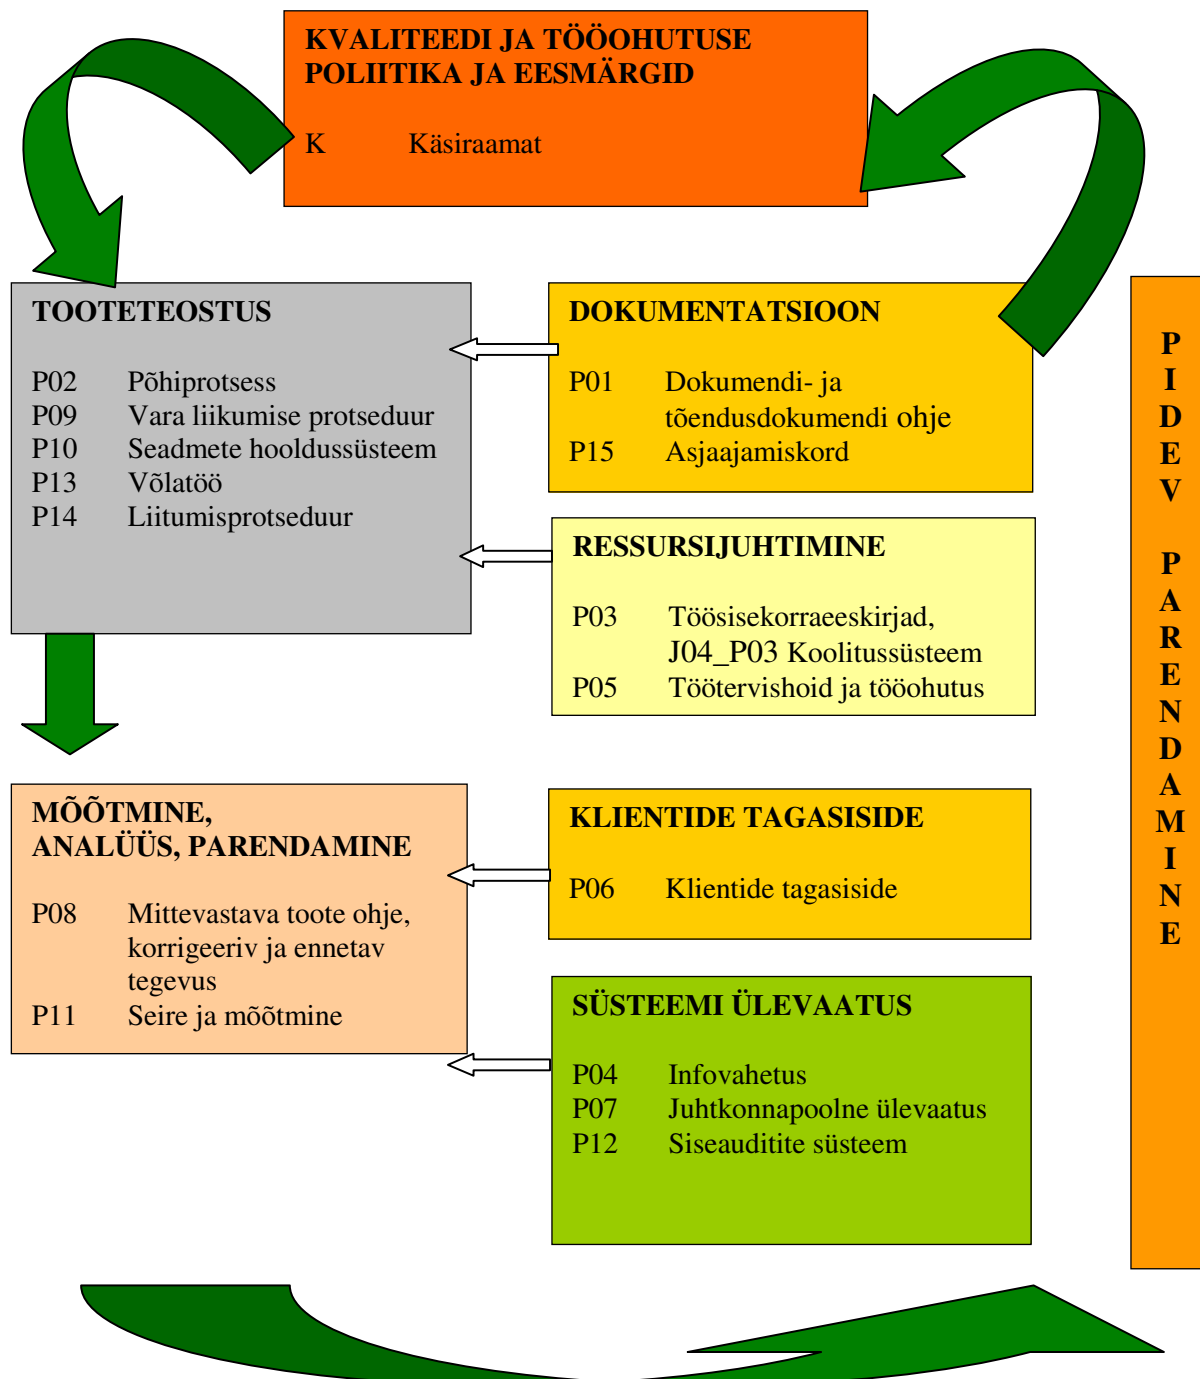 KVALITEEDI JA TÖÖOHUTUSE
POLIITIKA JA EESMÄRGID
K Käsiraamat
TOOTETEOSTUS
P02 Põhiprotsess
P09 Vara liikumise protseduur
P10 Seadmete hooldussüsteem
P13 Võlatöö
P14 Liitumisprotseduur
DOKUMENTATSIOON
P01 Dokumendi- ja
tõendusdokumendi ohje
P15 Asjaajamiskord
RESSURSIJUHTIMINE
P03 Töösisekorraeeskirjad,
J04_P03 Koolitussüsteem
P05 Töötervishoid ja tööohutus
MÕÕTMINE,
ANALÜÜS, PARENDAMINE
P08 Mittevastava toote ohje,
korrigeeriv ja ennetav
tegevus
P11 Seire ja mõõtmine
KLIENTIDE TAGASISIDE
P06 Klientide tagasiside
SÜSTEEMI ÜLEVAATUS
P04 Infovahetus
P07 Juhtkonnapoolne ülevaatus
P12 Siseauditite süsteem
P
I
D
E
V
P
A
R
E
N
D
A
M
I
N
E